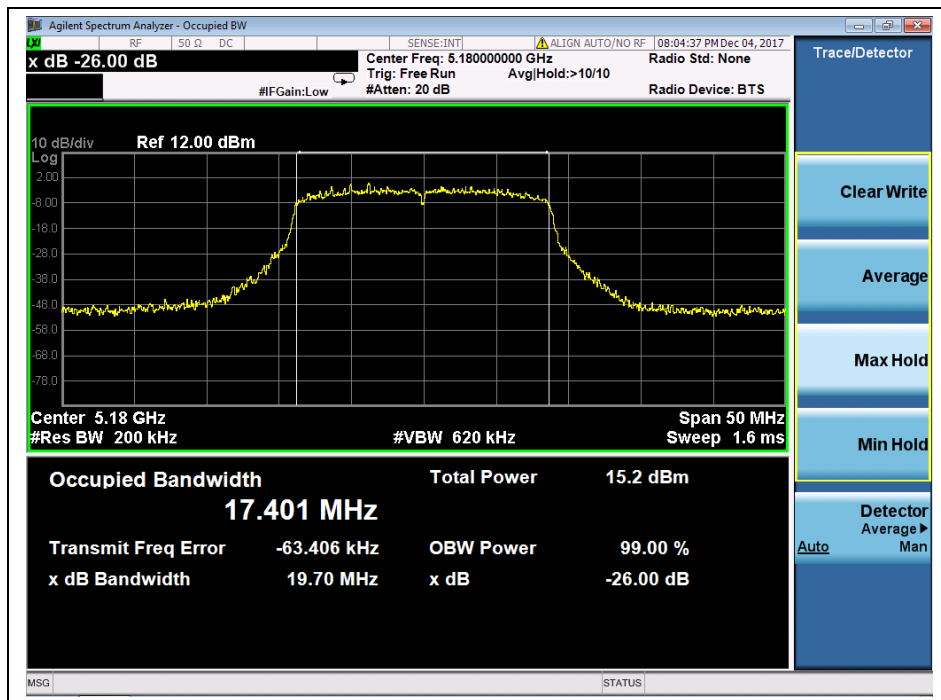 Agilent Spectrum Analyzer - Occupied BW
LXI RF 50 Ω DC SENSE:INT ALIGN AUTO/NO RF 08:04:37 PM Dec 04, 2017
x dB -26.00 dB
Center Freq: 5.180000000 GHz
Radio Std: None
Trig: Free Run Avg|Hold:>10/10
#IFGain:Low
#Atten: 20 dB
Radio Device: BTS
10 dB/div Ref 12.00 dBm
Log
2.00
-8.00
-18.0
-28.0
-38.0
-48.0
-58.0
-68.0
-78.0
Center 5.18 GHz Span 50 MHz
#Res BW 200 kHz #VBW 620 kHz Sweep 1.6 ms
Occupied Bandwidth Total Power 15.2 dBm
17.401 MHz
Transmit Freq Error -63.406 kHz OBW Power 99.00 %
x dB Bandwidth 19.70 MHz x dB -26.00 dB
MSG STATUS
Trace/Detector
Clear Write
Average
Max Hold
Min Hold
Detector
Average
Auto Man